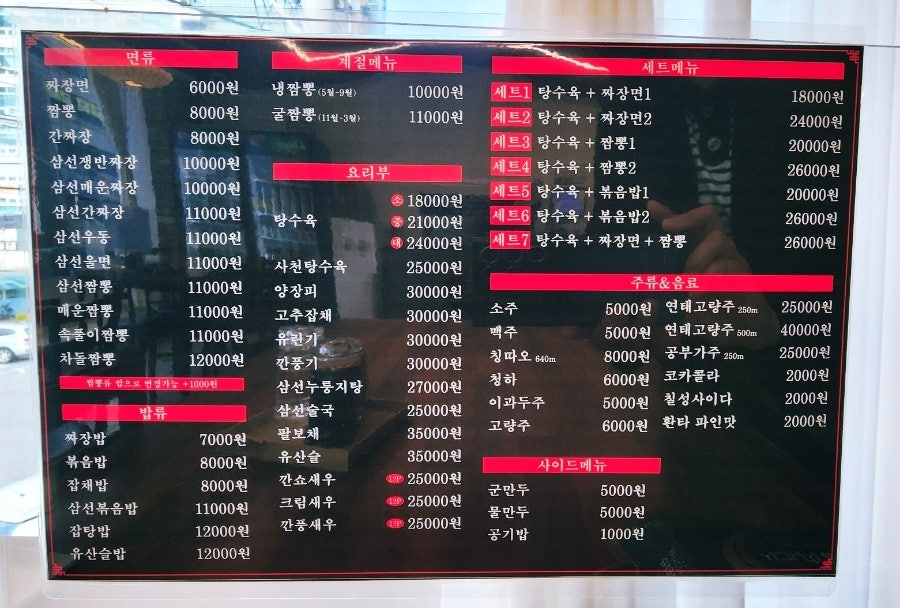 면류
짜장면 6000원
짬뽕 8000원
간짜장 8000원
삼선쟁반짜장 10000원
삼선매운짜장 10000원
삼선간짜장 11000원
삼선우동 11000원
삼선울면 11000원
삼선짬뽕 11000원
매운짬뽕 11000원
속풀이짬뽕 11000원
차돌짬뽕 12000원
짬뽕류 밥으로 변경가능 +1000원
밥류
짜장밥 7000원
볶음밥 8000원
잡채밥 8000원
삼선볶음밥 11000원
잡탕밥 12000원
유산슬밥 12000원
계절메뉴
냉짬뽕 (5월-9월) 10000원
굴짬뽕 (11월-3월) 11000원
요리부
탕수육
소 18000원
중 21000원
대 24000원
사천탕수육 25000원
양장피 30000원
고추잡채 30000원
유린기 30000원
깐풍기 30000원
삼선누룽지탕 27000원
삼선술국 25000원
팔보채 35000원
유산슬 35000원
깐쇼새우 12P 25000원
크림새우 12P 25000원
깐풍새우 12P 25000원
세트메뉴
세트1 탕수육 + 짜장면1 18000원
세트2 탕수육 + 짜장면2 24000원
세트3 탕수육 + 짬뽕1 20000원
세트4 탕수육 + 짬뽕2 26000원
세트5 탕수육 + 볶음밥1 20000원
세트6 탕수육 + 볶음밥2 26000원
세트7 탕수육 + 짜장면 + 짬뽕 26000원
주류&음료
소주 5000원
맥주 5000원
칭따오 640m 8000원
청하 6000원
이과두주 5000원
고량주 6000원
연태고량주 250m 25000원
연태고량주 500m 40000원
공부가주 250m 25000원
코카콜라 2000원
칠성사이다 2000원
환타 파인맛 2000원
사이드메뉴
군만두 5000원
물만두 5000원
공기밥 1000원